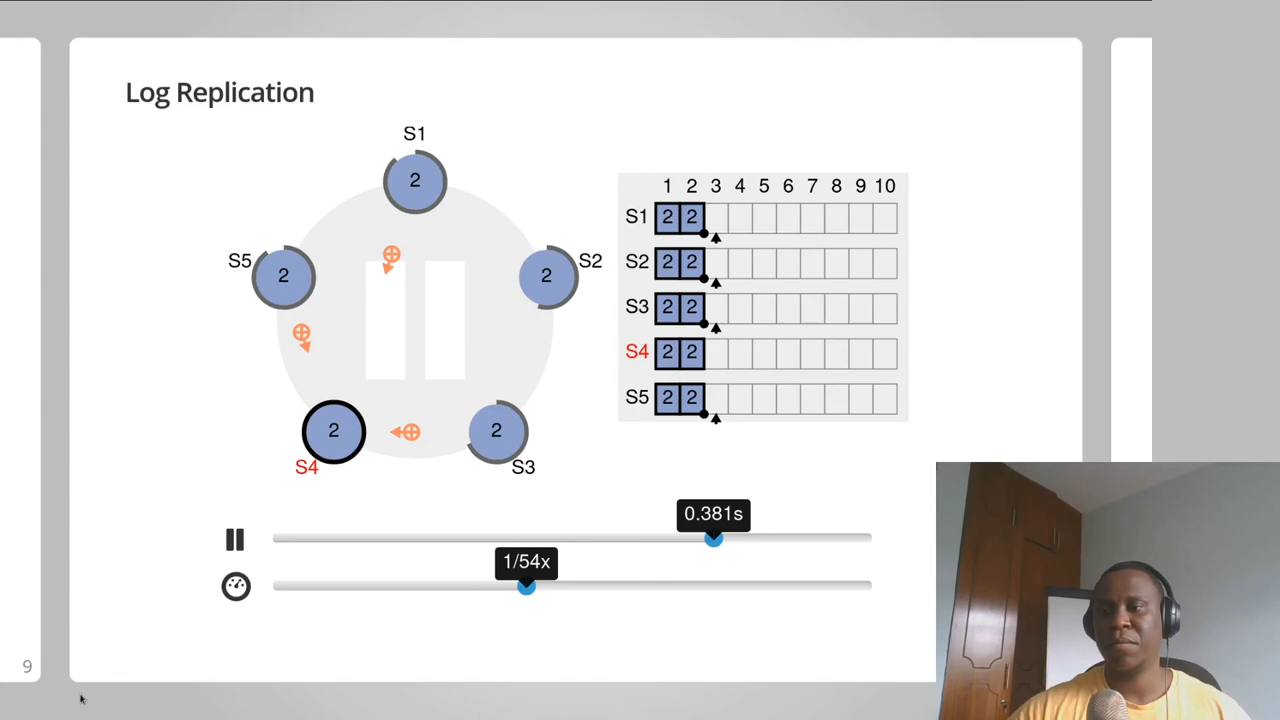 Log Replication
S1
2
S5
2
2
S2
2
S4
2
S3
1 2 3 4 5 6 7 8 9 10
S1 2 2
S2 2 2
S3 2 2
S4 2 2
S5 2 2
0.381s
1/54x
9